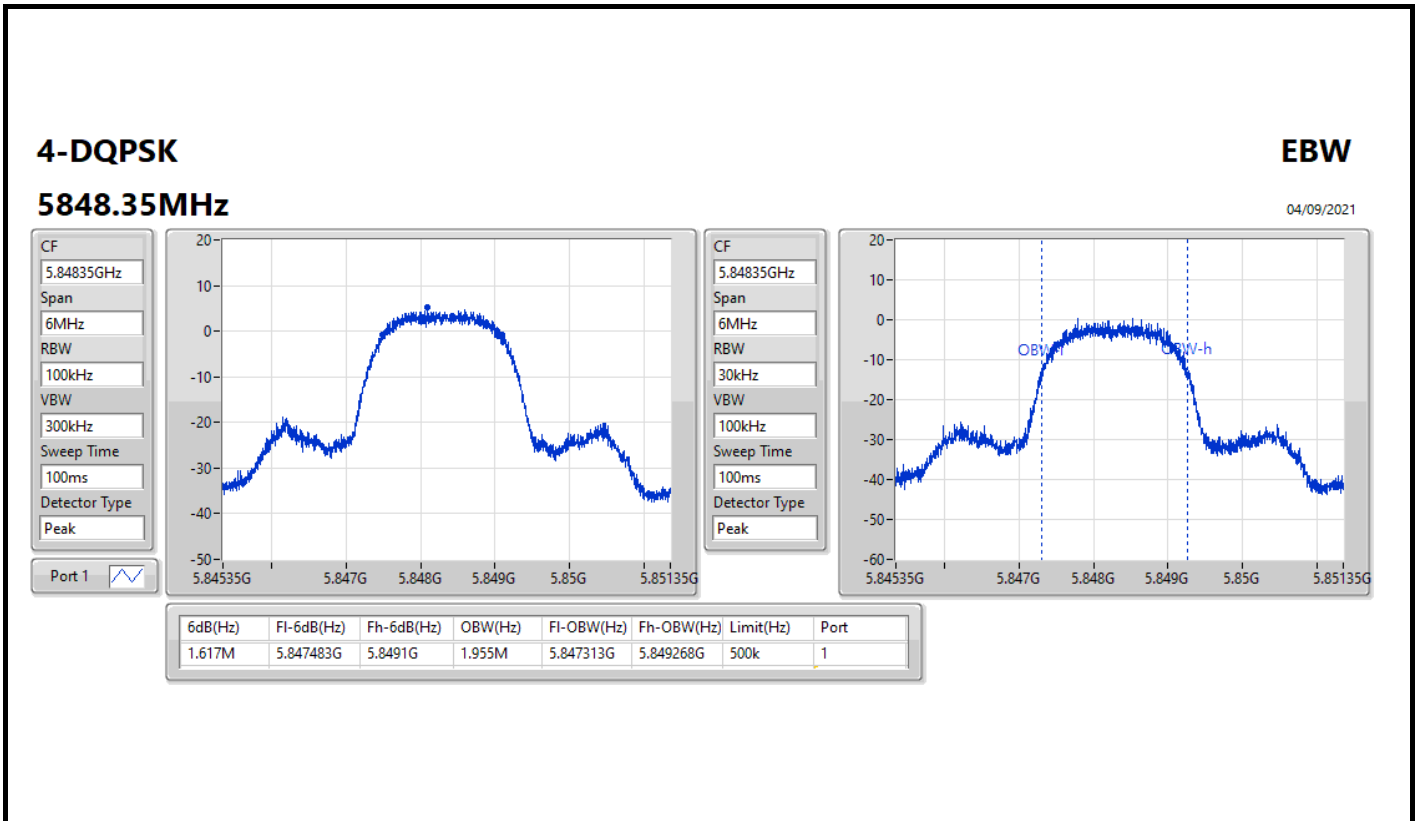 4-DQPSK
EBW
5848.35MHz
04/09/2021
CF
5.84835GHz
Span
6MHz
RBW
100kHz
VBW
300kHz
Sweep Time
100ms
Detector Type
Peak
Port 1
20
10
0
-10
-20
-30
-40
-50
5.84535G 5.847G 5.848G 5.849G 5.85G 5.85135G
CF
5.84835GHz
Span
6MHz
RBW
30kHz
VBW
100kHz
Sweep Time
100ms
Detector Type
Peak
20
10
0
-10
-20
-30
-40
-50
-60
OBW-h
5.84535G 5.847G 5.848G 5.849G 5.85G 5.85135G
6dB(Hz) Fl-6dB(Hz) Fh-6dB(Hz) OBW(Hz) Fl-OBW(Hz) Fh-OBW(Hz) Limit(Hz) Port
1.617M 5.847483G 5.8491G 1.955M 5.847313G 5.849268G 500k 1